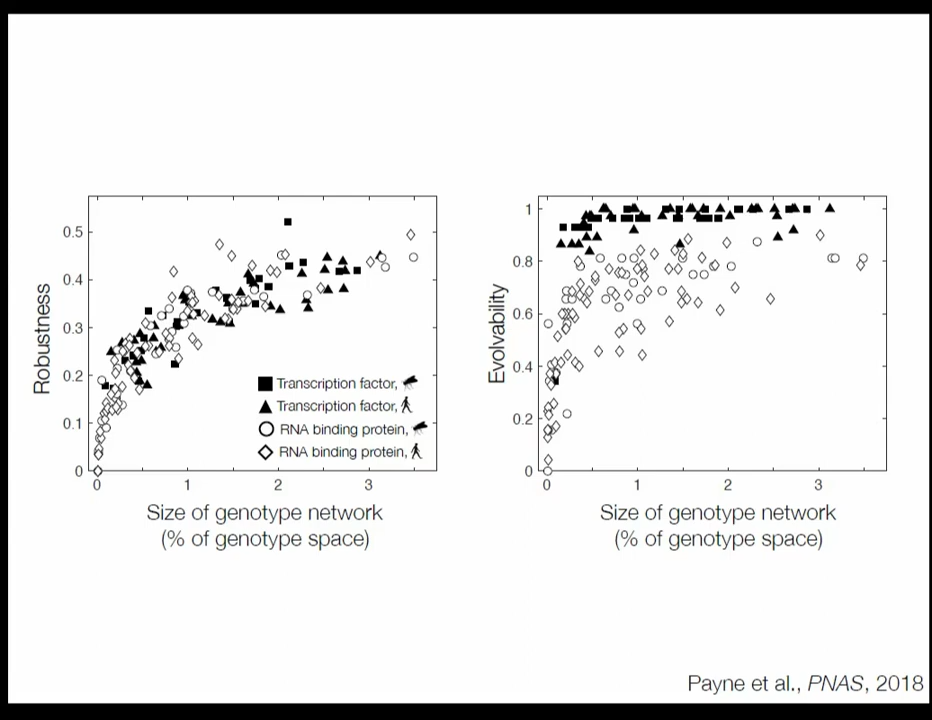 Robustness
0.5
0.4
0.3
0.2
0.1
0
0
1
2
3
Transcription factor,
Transcription factor,
RNA binding protein,
RNA binding protein,
Size of genotype network
(% of genotype space)
Evolvability
1
0.8
0.6
0.4
0.2
0
0
1
2
3
Size of genotype network
(% of genotype space)
Payne et al., PNAS, 2018